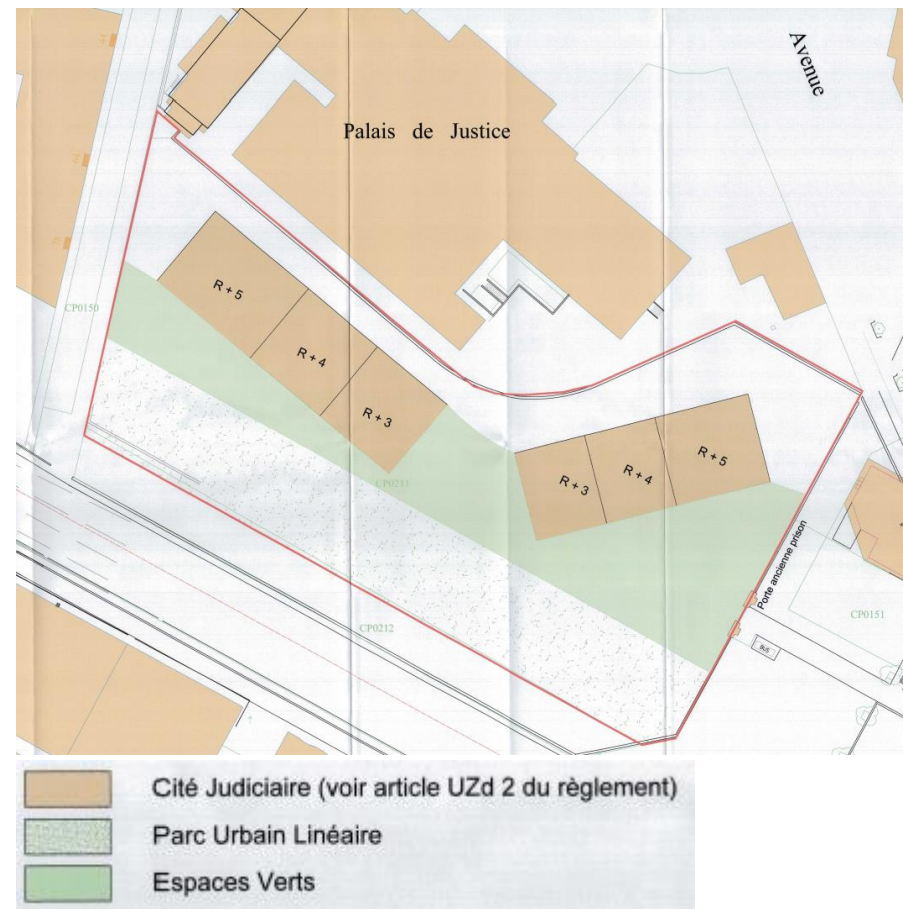 Avenue
Palais de Justice
R + 5
R + 4
R + 3
CP0150
CP0211
R + 3
R + 4
R + 5
Porte ancienne prison
CP0151
CP0212
BUS
Cité Judiciaire (voir article UZd 2 du règlement)
Parc Urbain Linéaire
Espaces Verts